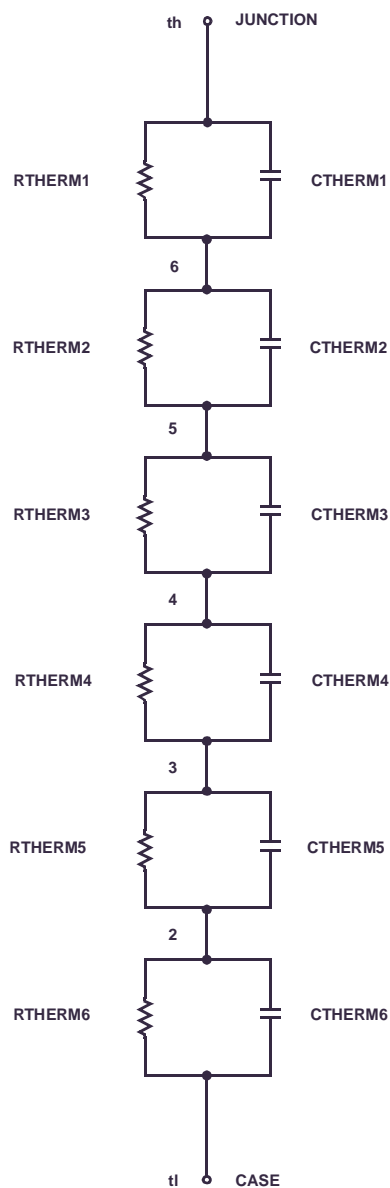 th JUNCTION
RTHERM1 CTHERM1
6
RTHERM2 CTHERM2
5
RTHERM3 CTHERM3
4
RTHERM4 CTHERM4
3
RTHERM5 CTHERM5
2
RTHERM6 CTHERM6
tl CASE